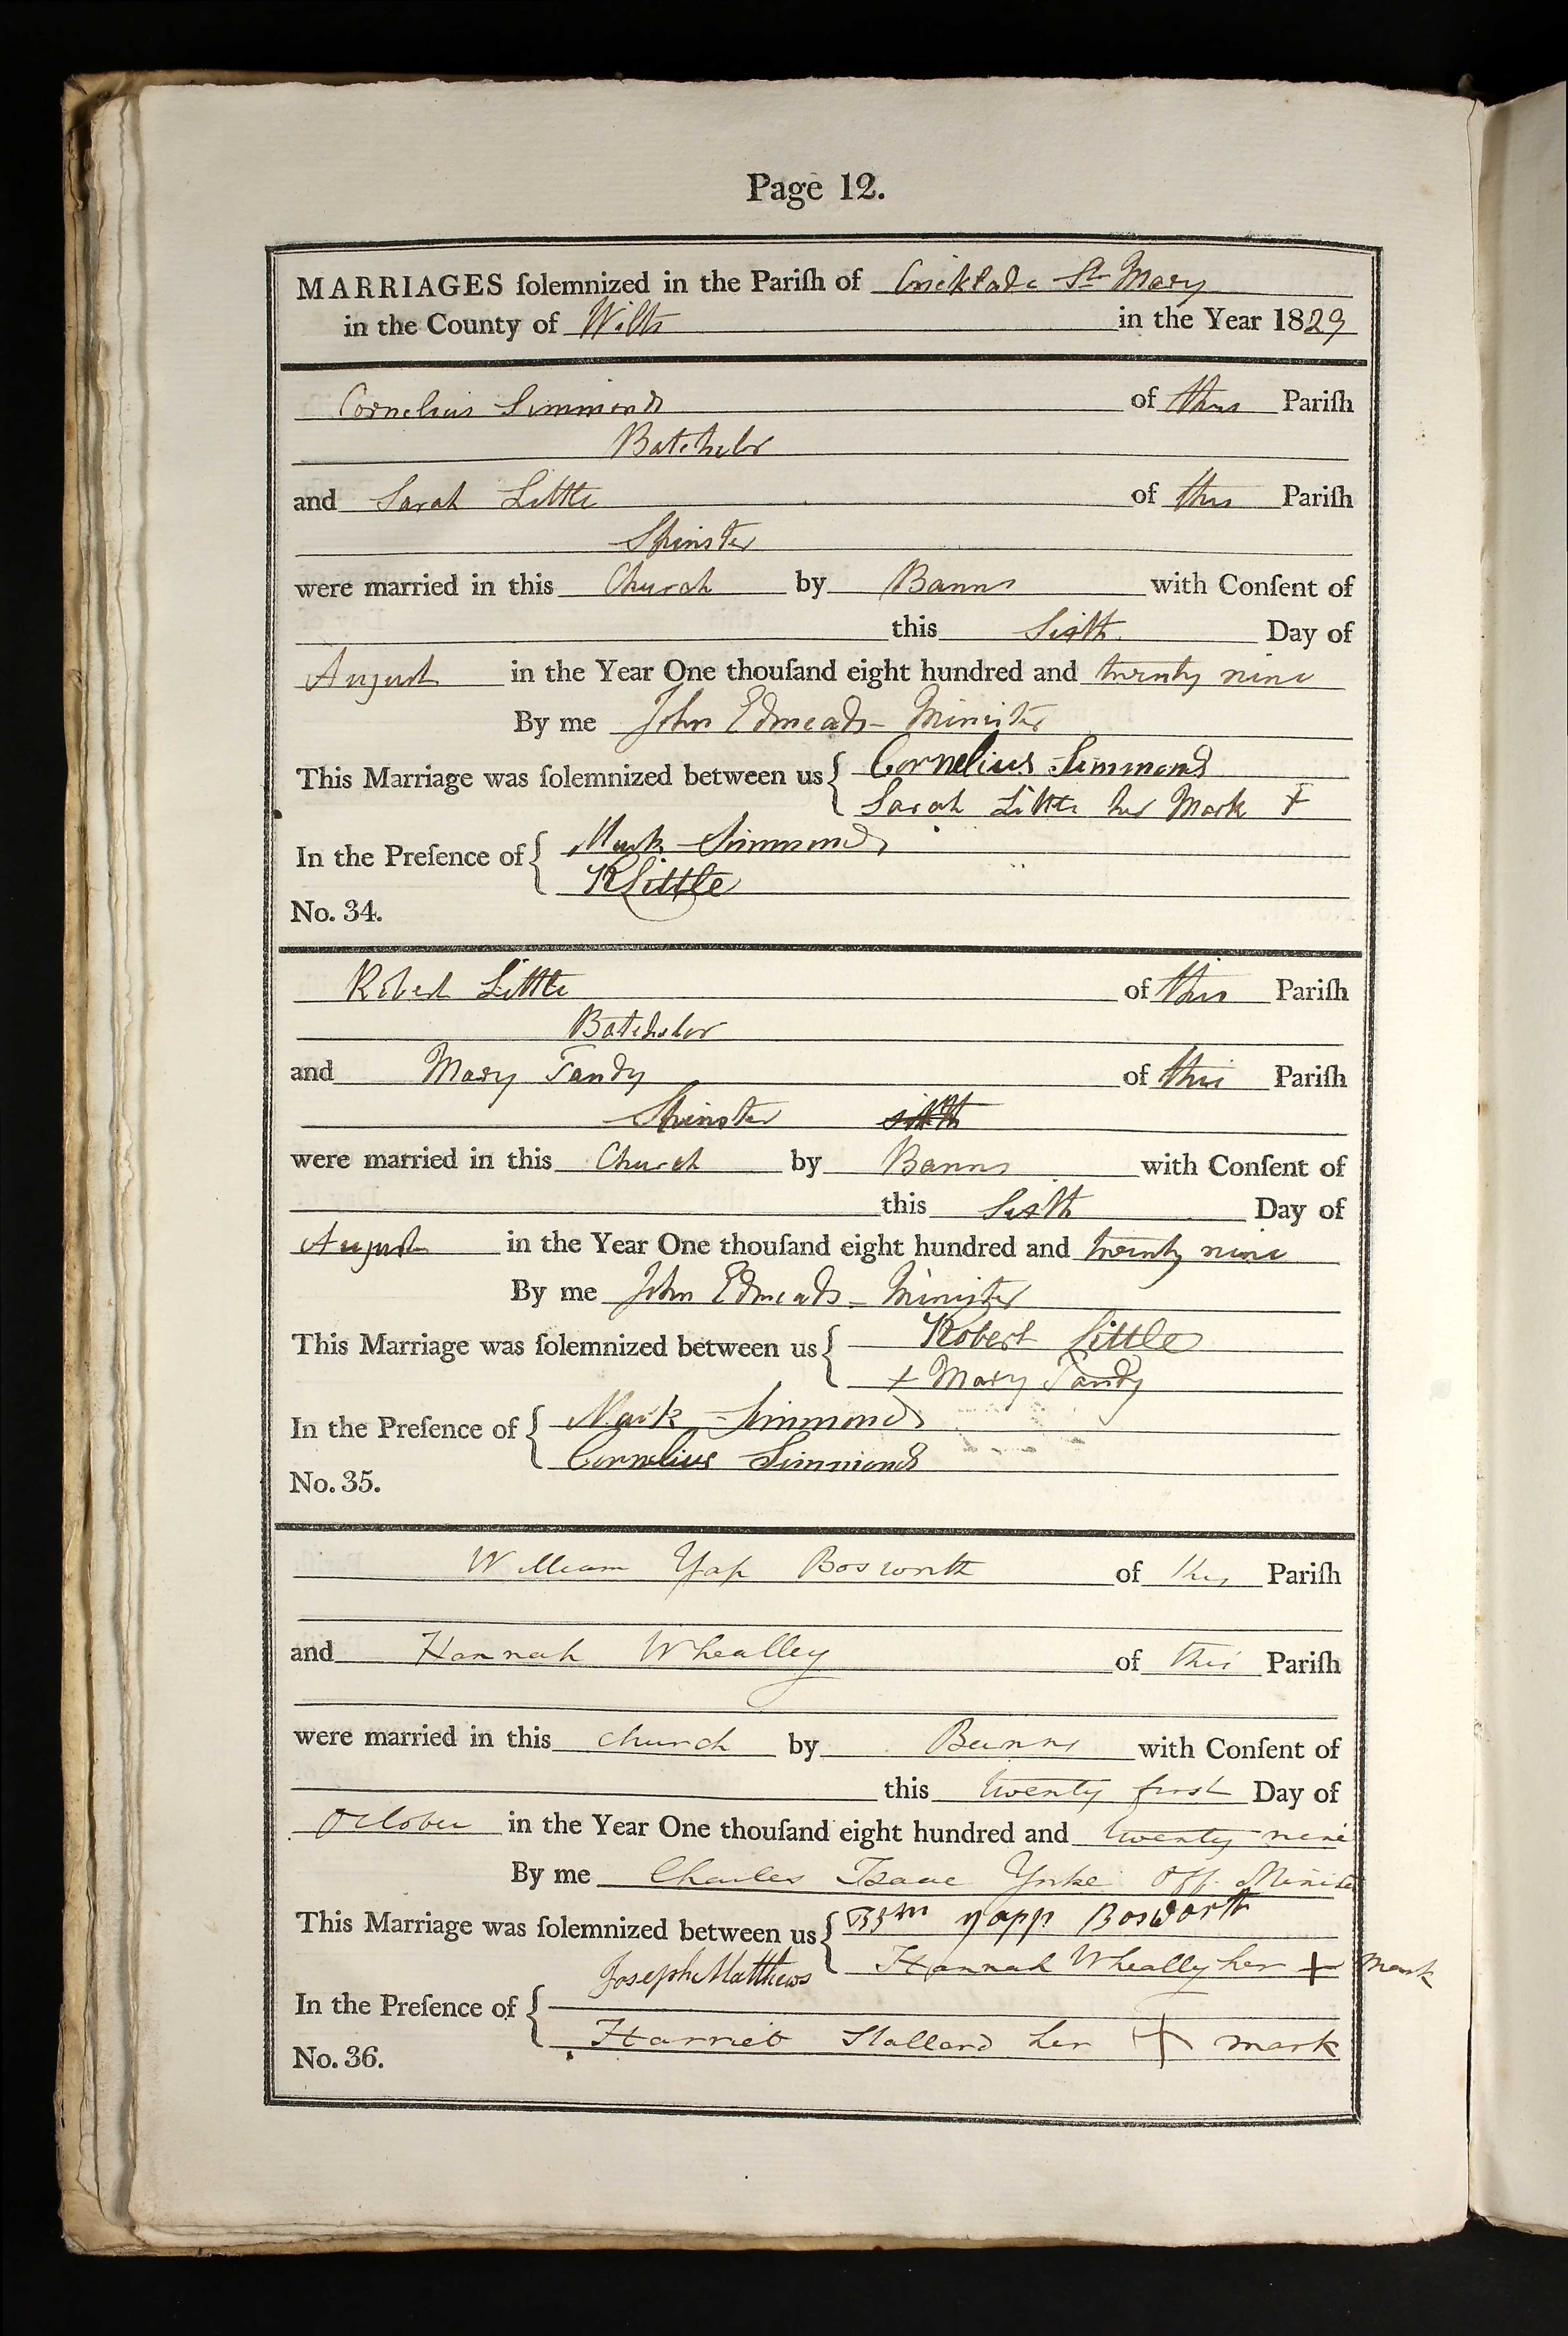 Page 12.
MARRIAGES ſolemnized in the Pariſh of Cricklade St Mary
in the County of Wilts in the Year 1829
Cornelius Simmonds of this Pariſh
Batchelor
and Sarah Little of this Pariſh
Spinster
were married in this Church by Banns with Conſent of
this Sixth Day of
August in the Year One thouſand eight hundred and twenty nine
By me John Edmeads - Minister
This Marriage was ſolemnized between us { Cornelius Simmonds
Sarah Little her Mark +
In the Preſence of { Mark Simmonds
R Little
No. 34.
Robert Little of this Pariſh
Batchelor
and Mary Tandy of this Pariſh
Spinster sixth
were married in this Church by Banns with Conſent of
this Sixth Day of
August in the Year One thouſand eight hundred and twenty nine
By me John Edmeads - Minister
This Marriage was ſolemnized between us { Robert Little
+ Mary Tandy
In the Preſence of { Mark Simmonds
Cornelius Simmonds
No. 35.
William Yap Bosworth of this Pariſh
and Hannah Whealley of this Pariſh
were married in this church by Banns with Conſent of
this twenty first Day of
October in the Year One thouſand eight hundred and twenty nine
By me Charles Isaac Yorke Off. Minister
This Marriage was ſolemnized between us { yapp Bosworth
Hannah Wheally her + mark
In the Preſence of { Joseph Matthews
Harriet Stallard her + mark
No. 36.